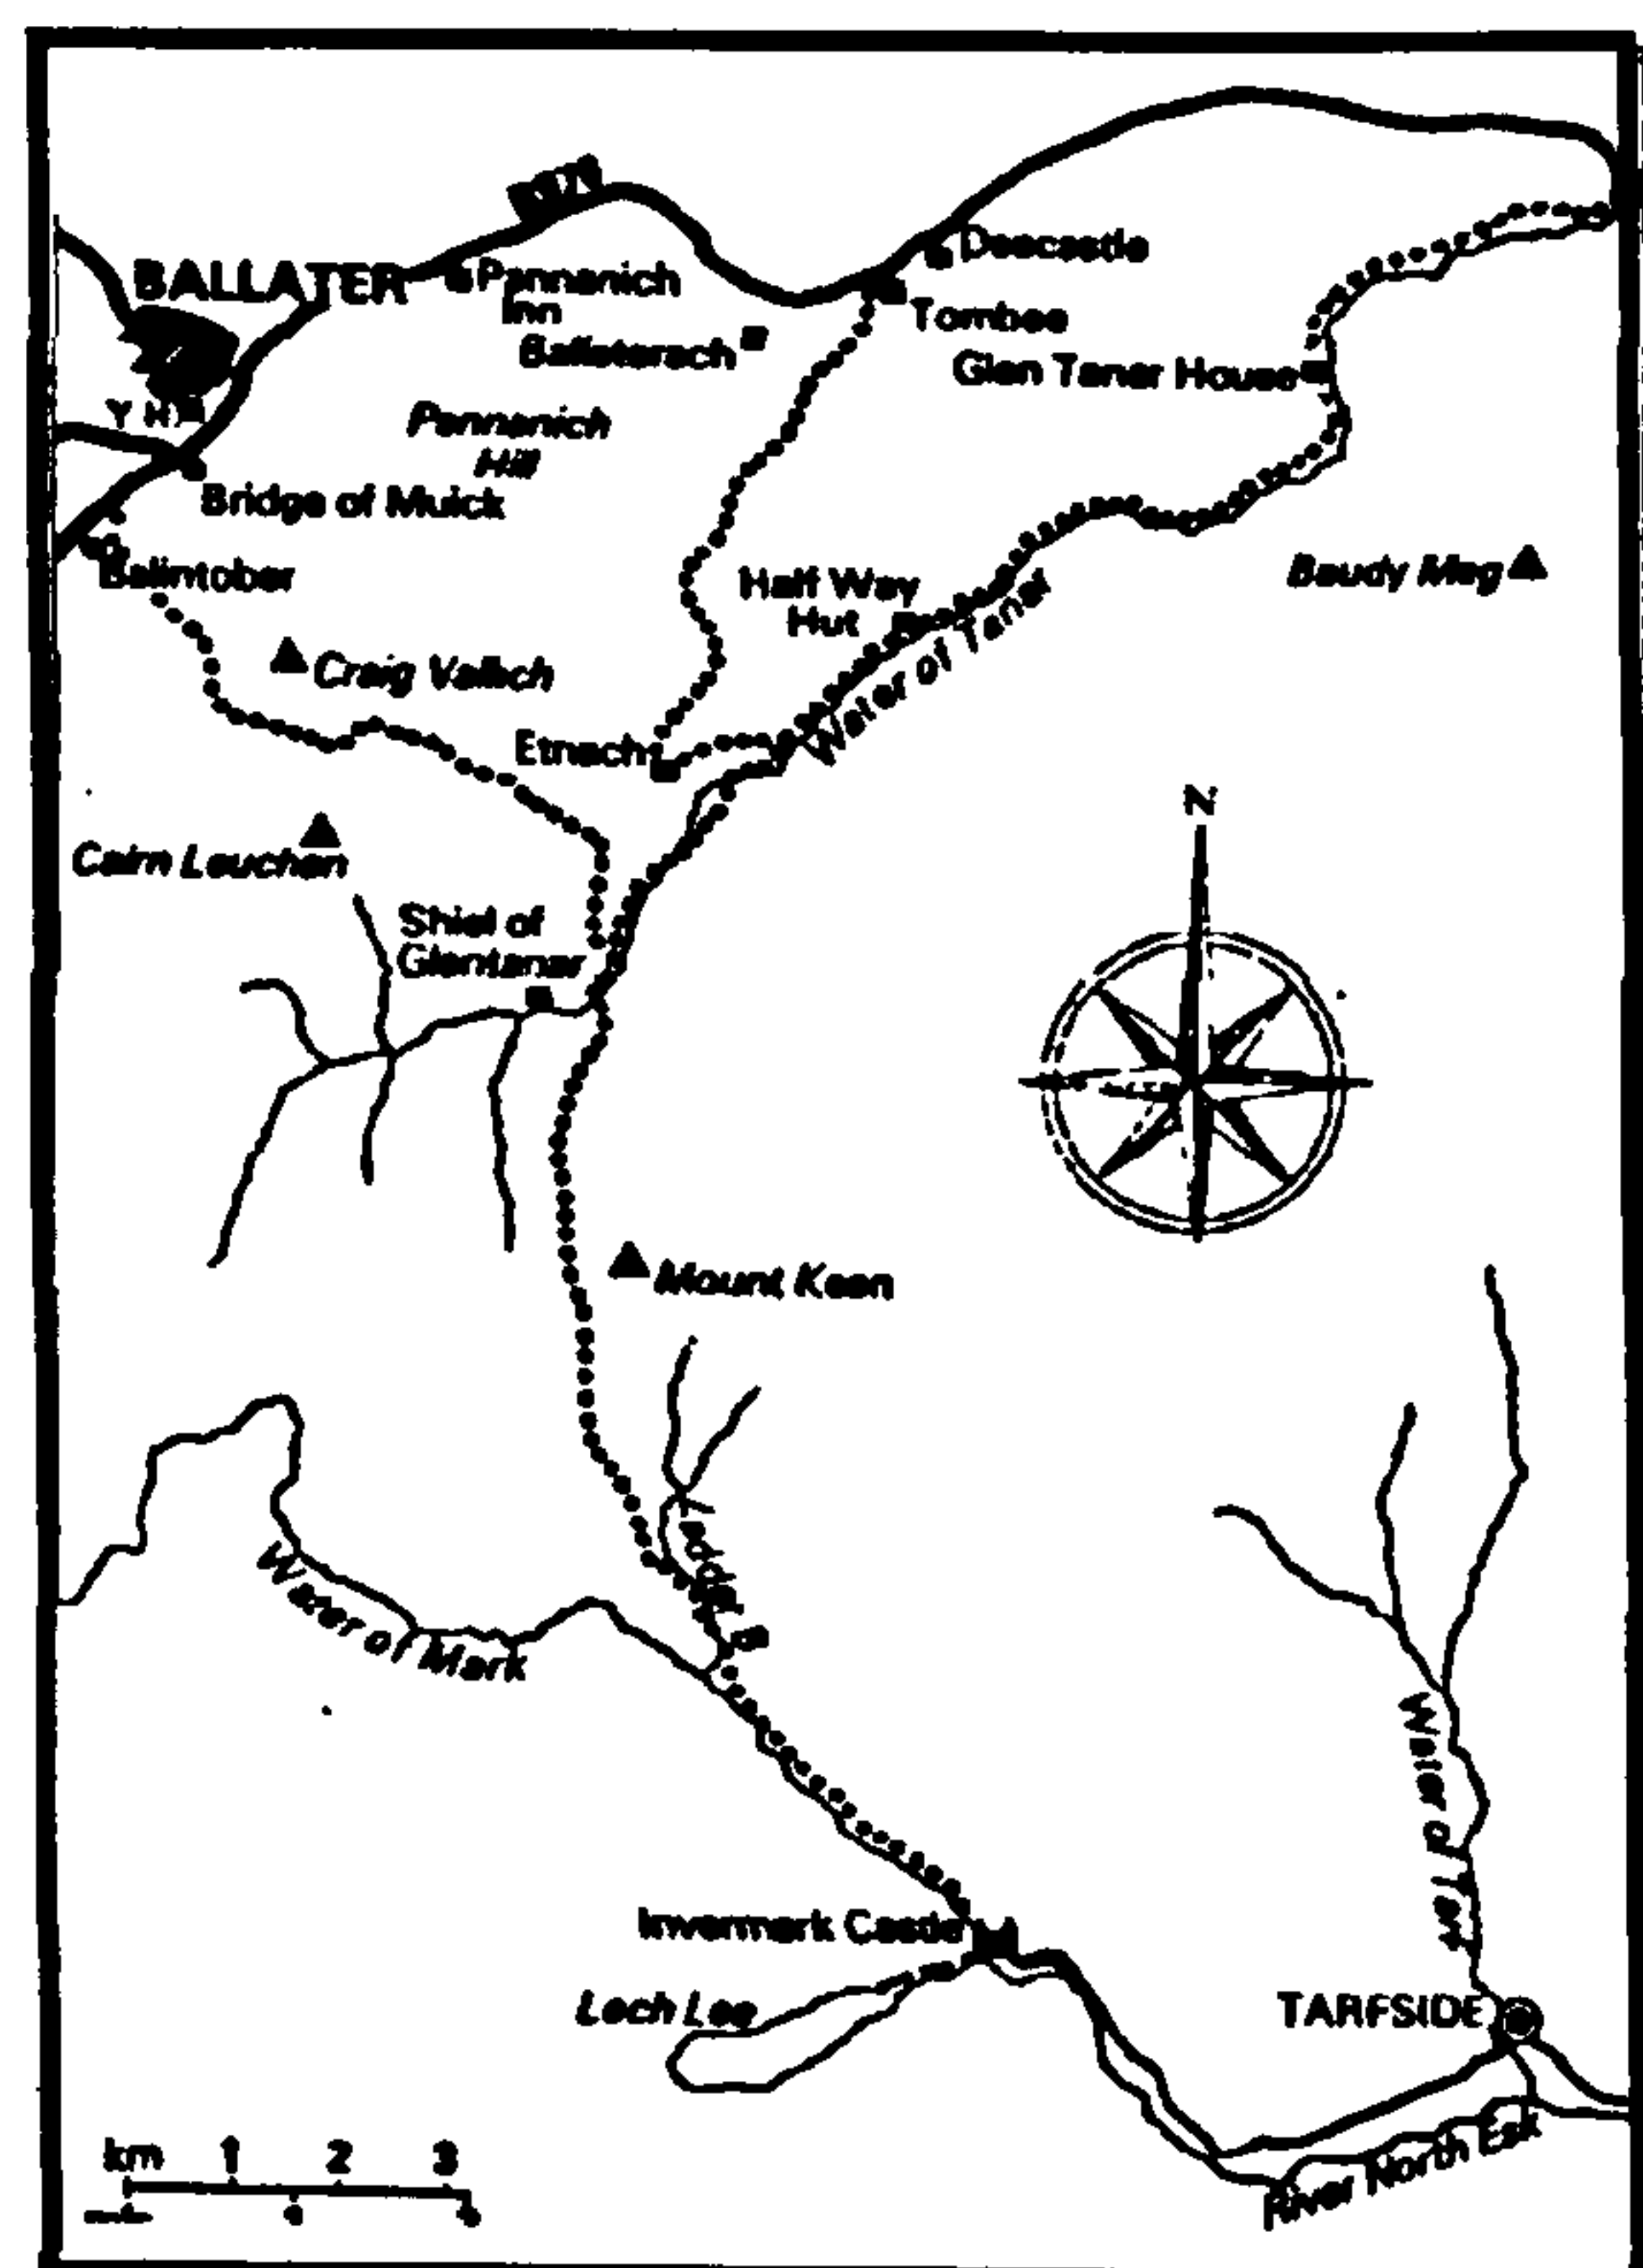 Deecastle
BALLATER
Pannanich
Inn
Tombae
Ballaterach
Glen Tanar House
Y H
Pannanich
Hill
Bridge of Muick
Balintober
Half Way
Hut
Baudy Meg
Craig Vallich
Water of Tanar
Etnach
N
Cairn Leuchan
Shiel of
Glentanar
Mount Keen
Ladder
Water of Mark
Water of Tarf
Invermark Castle
Loch Lee
TARFSIDE
River North Esk
km 1 2 3